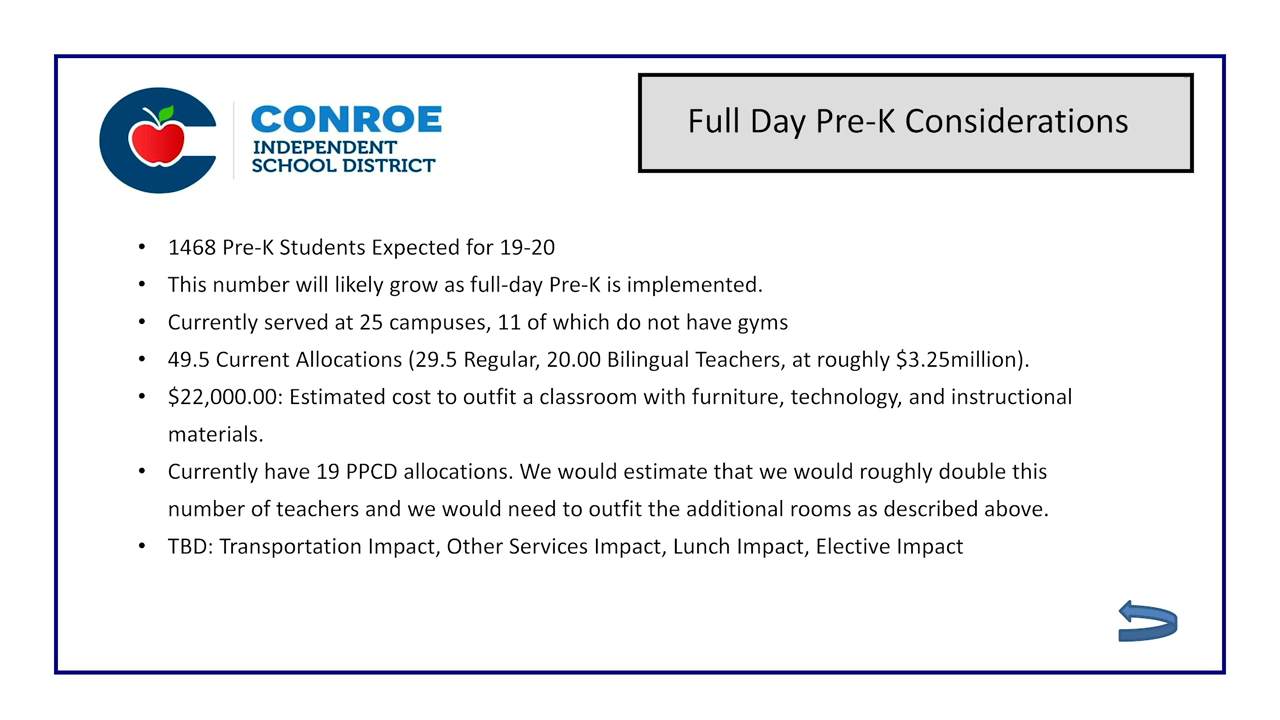 CONROE
INDEPENDENT
SCHOOL DISTRICT
Full Day Pre-K Considerations
• 1468 Pre-K Students Expected for 19-20
• This number will likely grow as full-day Pre-K is implemented.
• Currently served at 25 campuses, 11 of which do not have gyms
• 49.5 Current Allocations (29.5 Regular, 20.00 Bilingual Teachers, at roughly $3.25million).
• $22,000.00: Estimated cost to outfit a classroom with furniture, technology, and instructional
materials.
• Currently have 19 PPCD allocations. We would estimate that we would roughly double this
number of teachers and we would need to outfit the additional rooms as described above.
• TBD: Transportation Impact, Other Services Impact, Lunch Impact, Elective Impact